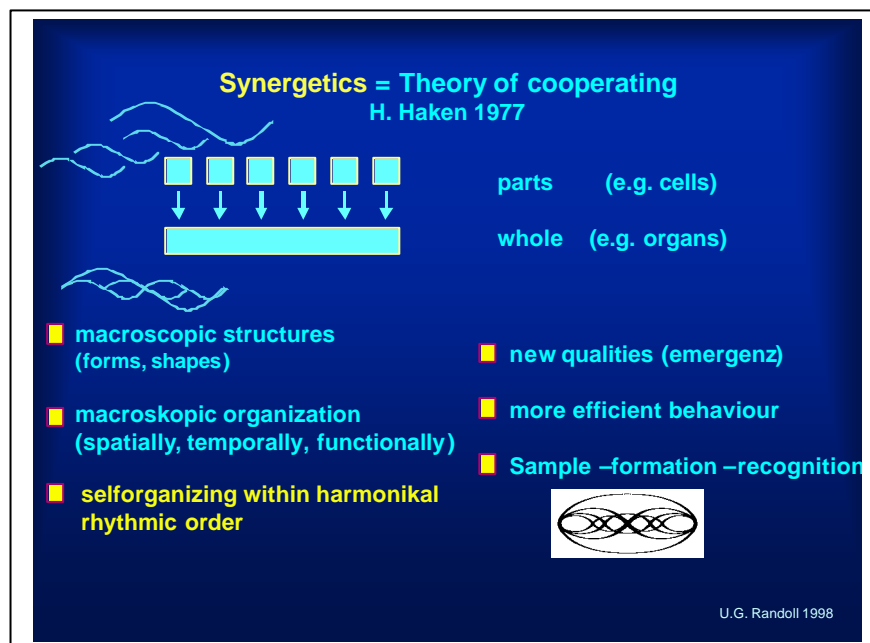 Synergetics = Theory of cooperating
H. Haken 1977
parts (e.g. cells)
whole (e.g. organs)
macroscopic structures
(forms, shapes)
macroskopic organization
(spatially, temporally, functionally)
selforganizing within harmonikal
rhythmic order
new qualities (emergenz)
more efficient behaviour
Sample –formation –recognition
U.G. Randoll 1998